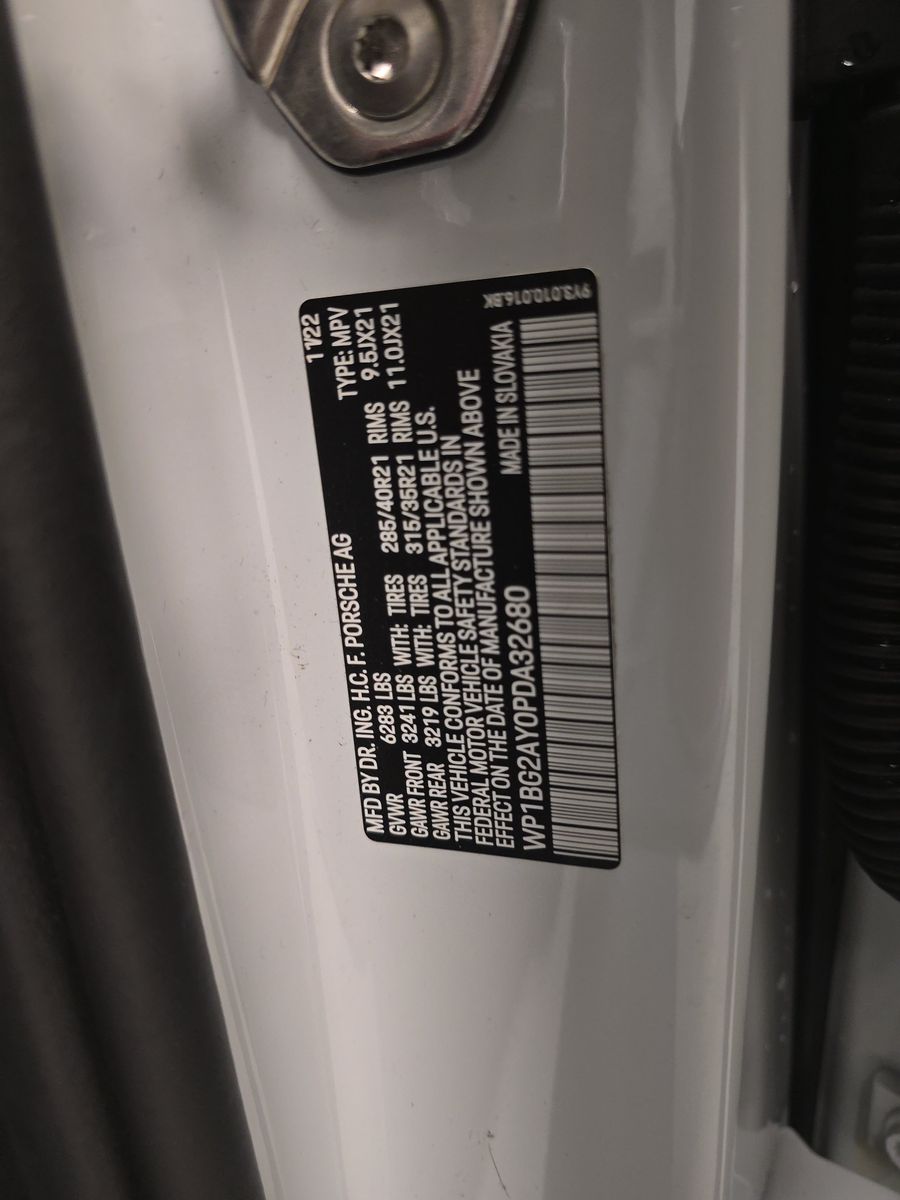 MFD BY DR. ING. H.C. F. PORSCHE AG 11/22
GVWR 6283 LBS TYPE: MPV
GAWR FRONT 3241 LBS WITH: TIRES 285/40R21 RIMS 9.5JX21
GAWR REAR 3219 LBS WITH: TIRES 315/35R21 RIMS 11.0JX21
THIS VEHICLE CONFORMS TO ALL APPLICABLE U.S.
FEDERAL MOTOR VEHICLE SAFETY STANDARDS IN
EFFECT ON THE DATE OF MANUFACTURE SHOWN ABOVE
WP1BG2AY0PDA32680 MADE IN SLOVAKIA
9Y3.010.016.BK